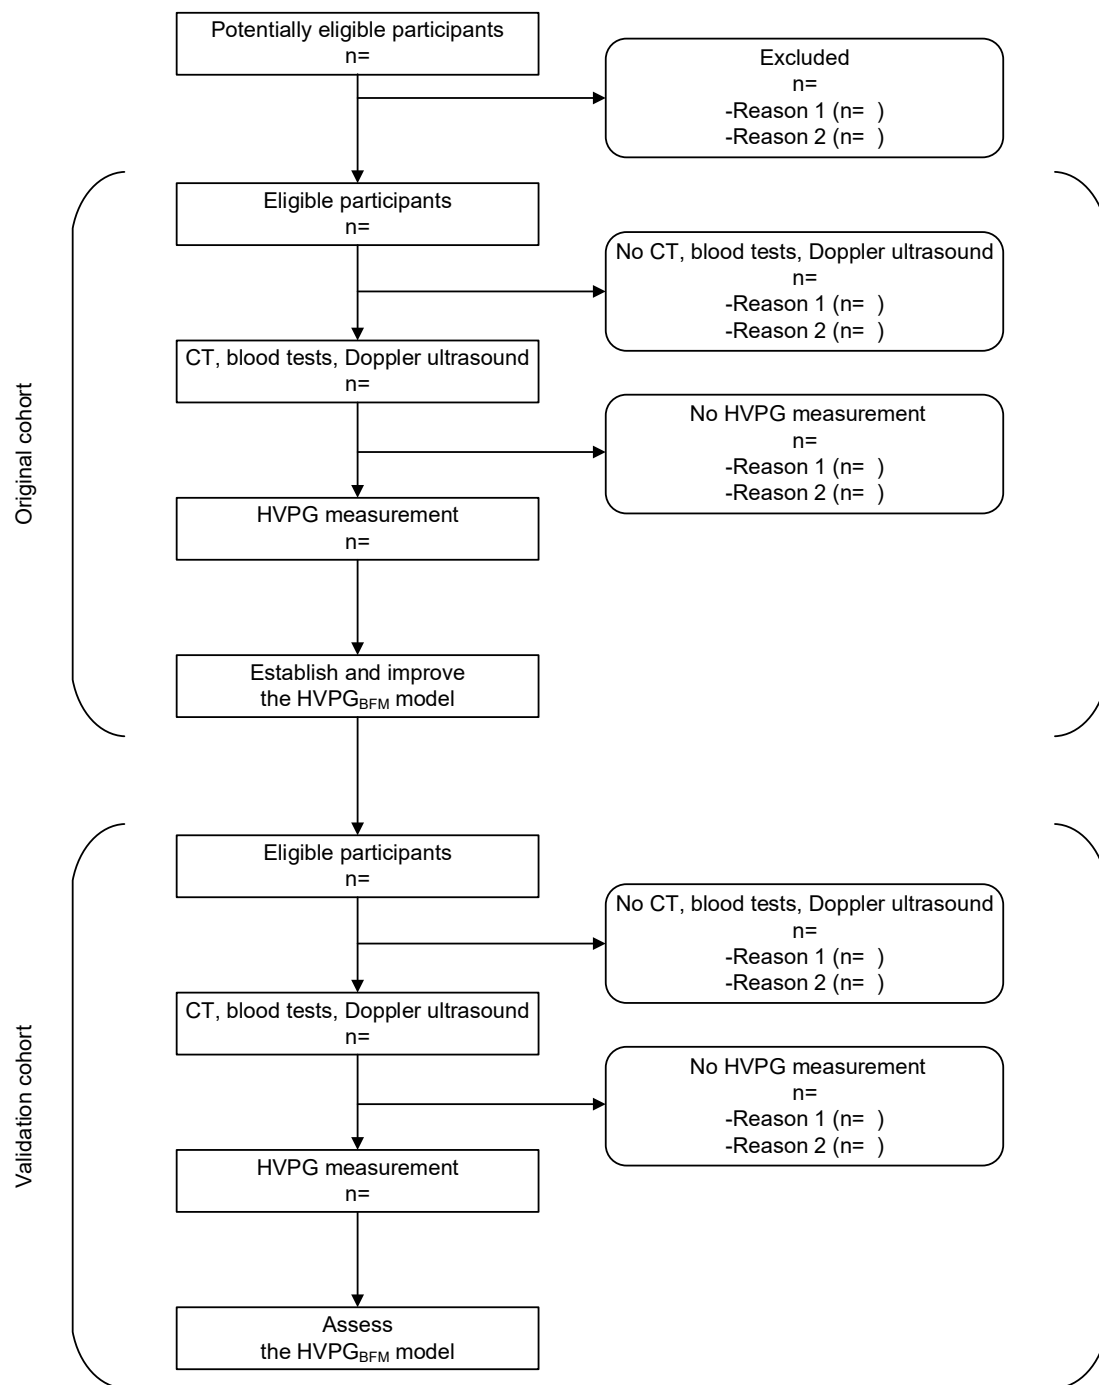 Potentially eligible participants
n=
Excluded
n=
-Reason 1 (n=  )
-Reason 2 (n=  )
Original cohort
Eligible participants
n=
No CT, blood tests, Doppler ultrasound
n=
-Reason 1 (n=  )
-Reason 2 (n=  )
CT, blood tests, Doppler ultrasound
n=
No HVPG measurement
n=
-Reason 1 (n=  )
-Reason 2 (n=  )
HVPG measurement
n=
Establish and improve
the HVPGBFM model
Validation cohort
Eligible participants
n=
No CT, blood tests, Doppler ultrasound
n=
-Reason 1 (n=  )
-Reason 2 (n=  )
CT, blood tests, Doppler ultrasound
n=
No HVPG measurement
n=
-Reason 1 (n=  )
-Reason 2 (n=  )
HVPG measurement
n=
Assess
the HVPGBFM model